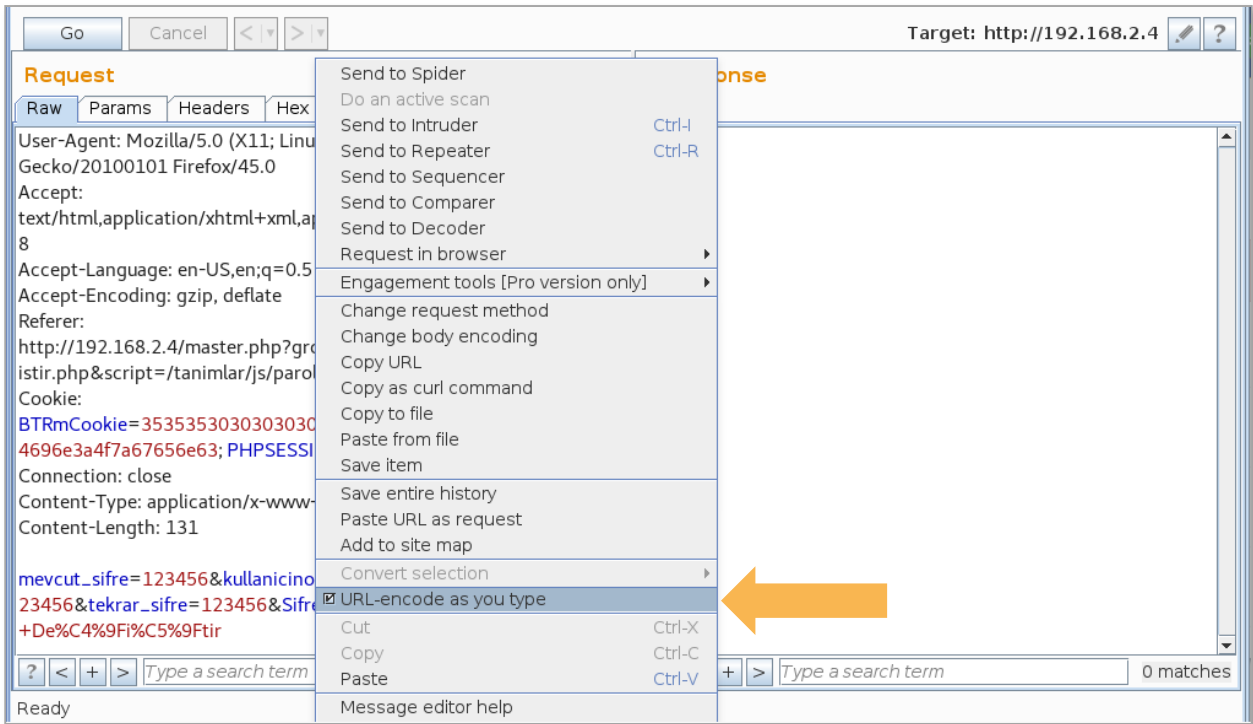 Go
Cancel
<
>
Target: http://192.168.2.4
?
Request
onse
Raw
Params
Headers
Hex
User-Agent: Mozilla/5.0 (X11; Linu
Gecko/20100101 Firefox/45.0
Accept:
text/html,application/xhtml+xml,ap
8
Accept-Language: en-US,en;q=0.5
Accept-Encoding: gzip, deflate
Referer:
http://192.168.2.4/master.php?gro
istir.php&script=/tanimlar/js/parol
Cookie:
BTRmCookie=3535353030303030
4696e3a4f7a67656e63; PHPSESSI
Connection: close
Content-Type: application/x-www-
Content-Length: 131
mevcut_sifre=123456&kullanicino
23456&tekrar_sifre=123456&Sifre
+De%C4%9Fi%C5%9Ftir
Send to Spider
Do an active scan
Send to Intruder Ctrl-I
Send to Repeater Ctrl-R
Send to Sequencer
Send to Comparer
Send to Decoder
Request in browser
Engagement tools [Pro version only]
Change request method
Change body encoding
Copy URL
Copy as curl command
Copy to file
Paste from file
Save item
Save entire history
Paste URL as request
Add to site map
Convert selection
URL-encode as you type
Cut Ctrl-X
Copy Ctrl-C
Paste Ctrl-V
Message editor help
? < + > Type a search term
+ > Type a search term 0 matches
Ready